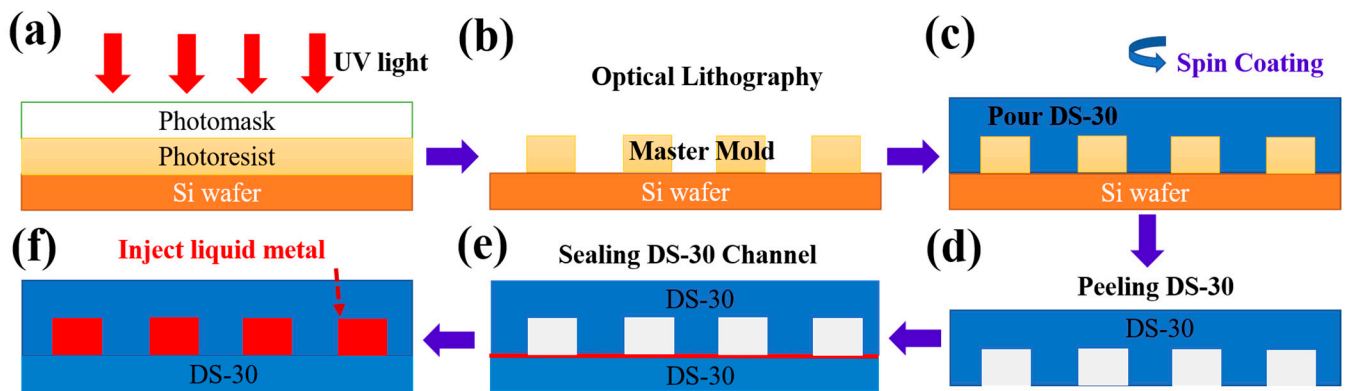 (a)
UV light
Photomask
Photoresist
Si wafer
(b)
Optical Lithography
Master Mold
Si wafer
(c)
Spin Coating
Pour DS-30
Si wafer
(d)
Peeling DS-30
DS-30
(e)
Sealing DS-30 Channel
DS-30
DS-30
(f)
Inject liquid metal
DS-30